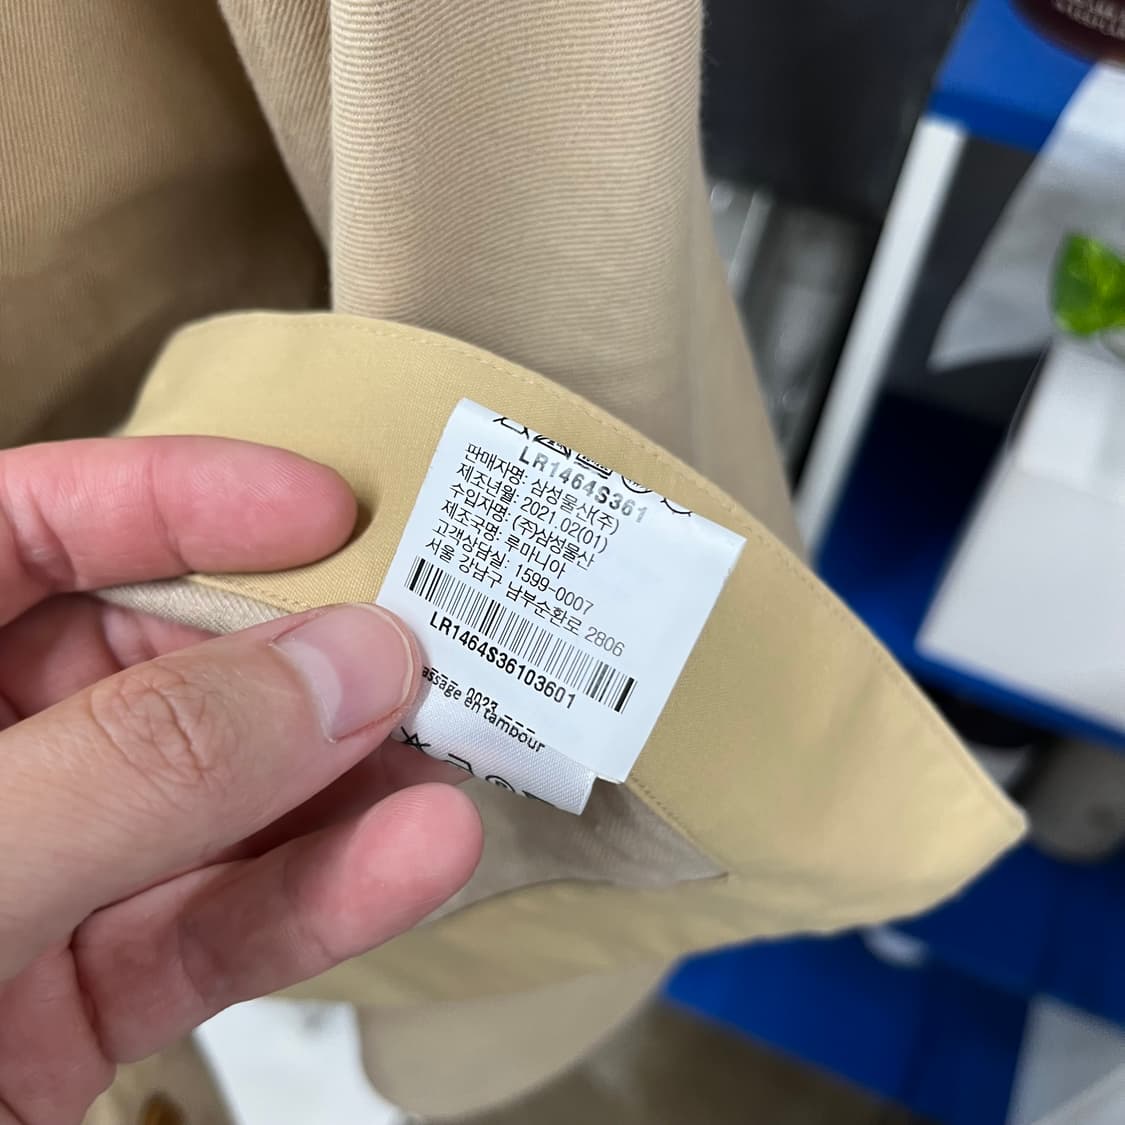 LR1464S361
판매자명: 삼성물산(주)
제조년월: 2021.02(01)
수입자명: (주)삼성물산
제조국명: 루마니아
고객상담실: 1599-0007
서울 강남구 남부순환로 2806
LR1464S36103601
assage en tambour